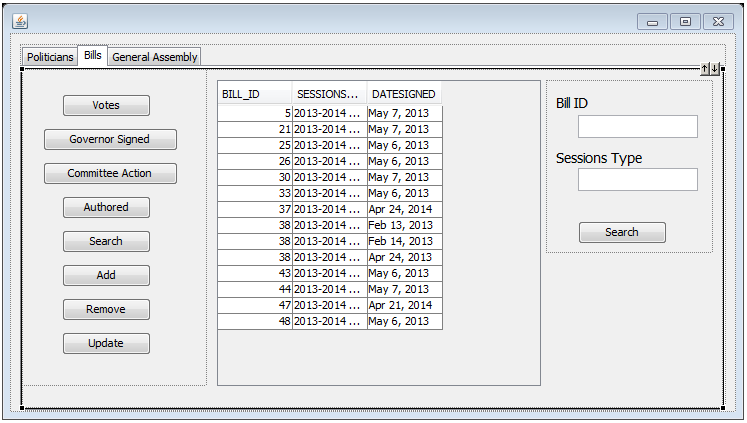 Politicians Bills General Assembly
Votes
Governor Signed
Committee Action
Authored
Search
Add
Remove
Update
BILL_ID SESSIONS... DATESIGNED
5 2013-2014 ... May 7, 2013
21 2013-2014 ... May 7, 2013
25 2013-2014 ... May 6, 2013
26 2013-2014 ... May 6, 2013
30 2013-2014 ... May 7, 2013
33 2013-2014 ... May 6, 2013
37 2013-2014 ... Apr 24, 2014
38 2013-2014 ... Feb 13, 2013
38 2013-2014 ... Feb 14, 2013
38 2013-2014 ... Apr 24, 2013
43 2013-2014 ... May 6, 2013
44 2013-2014 ... May 7, 2013
47 2013-2014 ... Apr 21, 2014
48 2013-2014 ... May 6, 2013
Bill ID
Sessions Type
Search